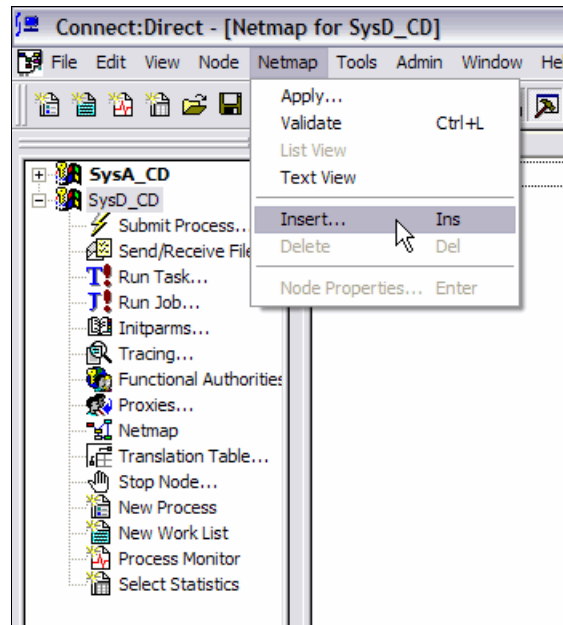 Connect:Direct - [Netmap for SysD_CD]
File Edit View Node Netmap Tools Admin Window He
Apply...
Validate Ctrl+L
List View
Text View
Insert... Ins
Delete Del
Node Properties... Enter
SysA_CD
SysD_CD
Submit Process...
Send/Receive File
Run Task...
Run Job...
Initparms...
Tracing...
Functional Authorities
Proxies...
Netmap
Translation Table...
Stop Node...
New Process
New Work List
Process Monitor
Select Statistics